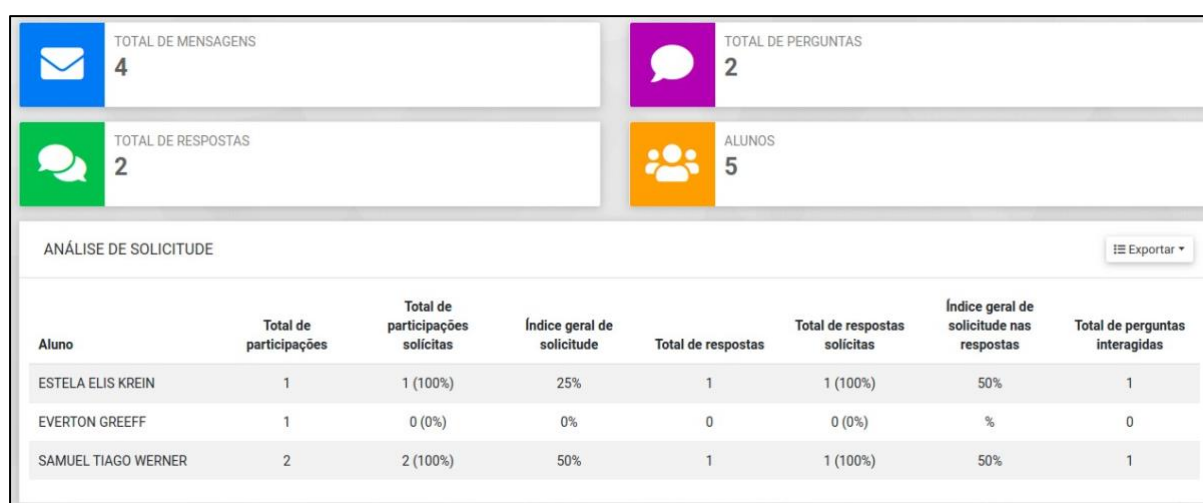 TOTAL DE MENSAGENS
4
TOTAL DE PERGUNTAS
2
TOTAL DE RESPOSTAS
2
ALUNOS
5
ANÁLISE DE SOLICITUDE
Exportar
Aluno
Total de
participações
Total de
participações
solícitas
Índice geral de
solicitude
Total de respostas
Total de respostas
solícitas
Índice geral de
solicitude nas
respostas
Total de perguntas
interagidas
ESTELA ELIS KREIN 1 1 (100%) 25% 1 1 (100%) 50% 1
EVERTON GREEFF 1 0 (0%) 0% 0 0 (0%) % 0
SAMUEL TIAGO WERNER 2 2 (100%) 50% 1 1 (100%) 50% 1